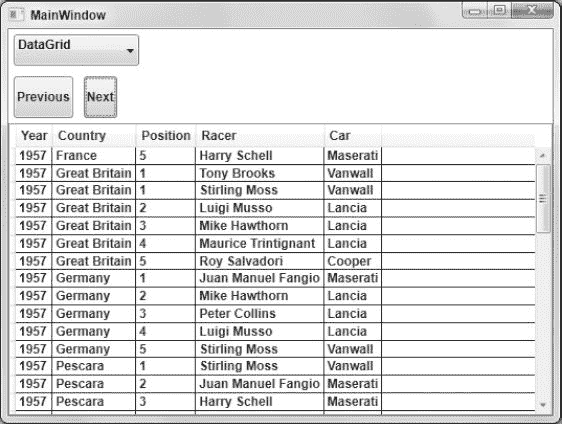 MainWindow
DataGrid
Previous Next
Year Country Position Racer Car
1957 France 5 Harry Schell Maserati
1957 Great Britain 1 Tony Brooks Vanwall
1957 Great Britain 1 Stirling Moss Vanwall
1957 Great Britain 2 Luigi Musso Lancia
1957 Great Britain 3 Mike Hawthorn Lancia
1957 Great Britain 4 Maurice Trintignant Lancia
1957 Great Britain 5 Roy Salvadori Cooper
1957 Germany 1 Juan Manuel Fangio Maserati
1957 Germany 2 Mike Hawthorn Lancia
1957 Germany 3 Peter Collins Lancia
1957 Germany 4 Luigi Musso Lancia
1957 Germany 5 Stirling Moss Vanwall
1957 Pescara 1 Stirling Moss Vanwall
1957 Pescara 2 Juan Manuel Fangio Maserati
1957 Pescara 3 Harry Schell Maserati